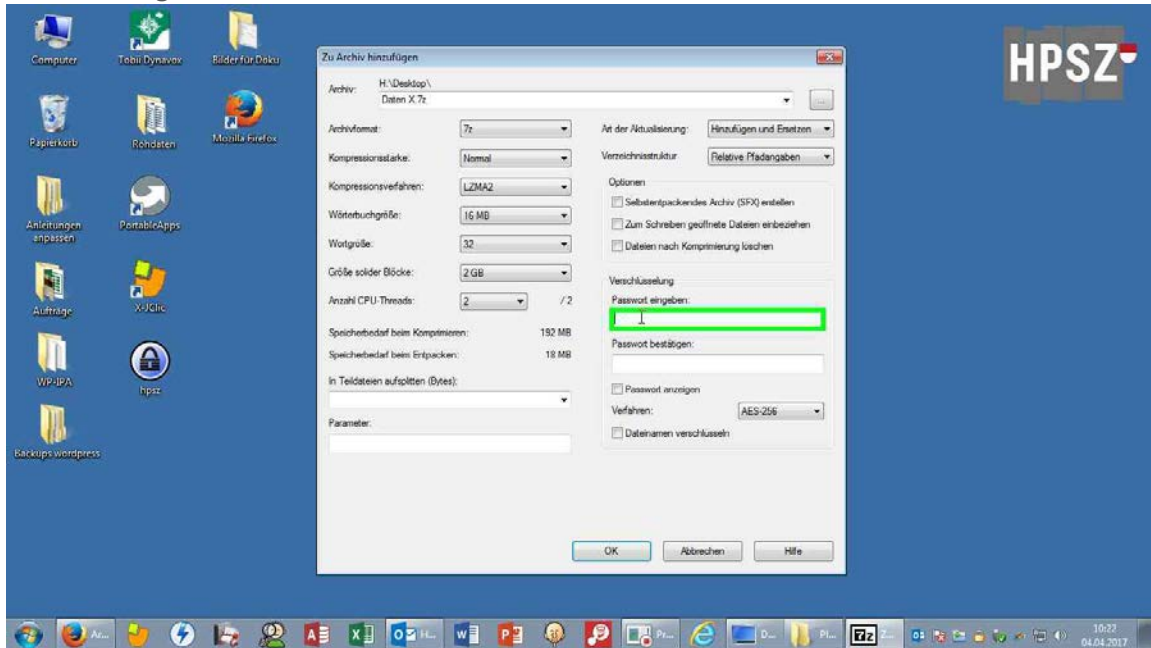 Computer
Tobii Dynavox
Bilder für Doku
Papierkorb
Rohdaten
Mozilla Firefox
Anleitungen
anpassen
PortableApps
Aufträge
X-JClic
WP-IPA
hpsz
Backups wordpress
HPSZ
Zu Archiv hinzufügen
Archiv:
H:\Desktop\
Daten X.7z
...
Archivformat:
7z
Kompressionsstärke:
Normal
Kompressionsverfahren:
LZMA2
Wörterbuchgröße:
16 MB
Wortgröße:
32
Größe solider Blöcke:
2 GB
Anzahl CPU-Threads:
2
/ 2
Speicherbedarf beim Komprimieren:
192 MB
Speicherbedarf beim Entpacken:
18 MB
In Teildateien aufsplitten (Bytes):
Parameter:
Art der Aktualisierung:
Hinzufügen und Ersetzen
Verzeichnisstruktur
Relative Pfadangaben
Optionen
Selbstentpackendes Archiv (SFX) erstellen
Zum Schreiben geöffnete Dateien einbeziehen
Dateien nach Komprimierung löschen
Verschlüsselung
Passwort eingeben:
Passwort bestätigen:
Passwort anzeigen
Verfahren:
AES-256
Dateinamen verschlüsseln
OK
Abbrechen
Hilfe
Ar...
H...
Pr...
D...
Pl...
7z
Z...
10:22
04.04.2017